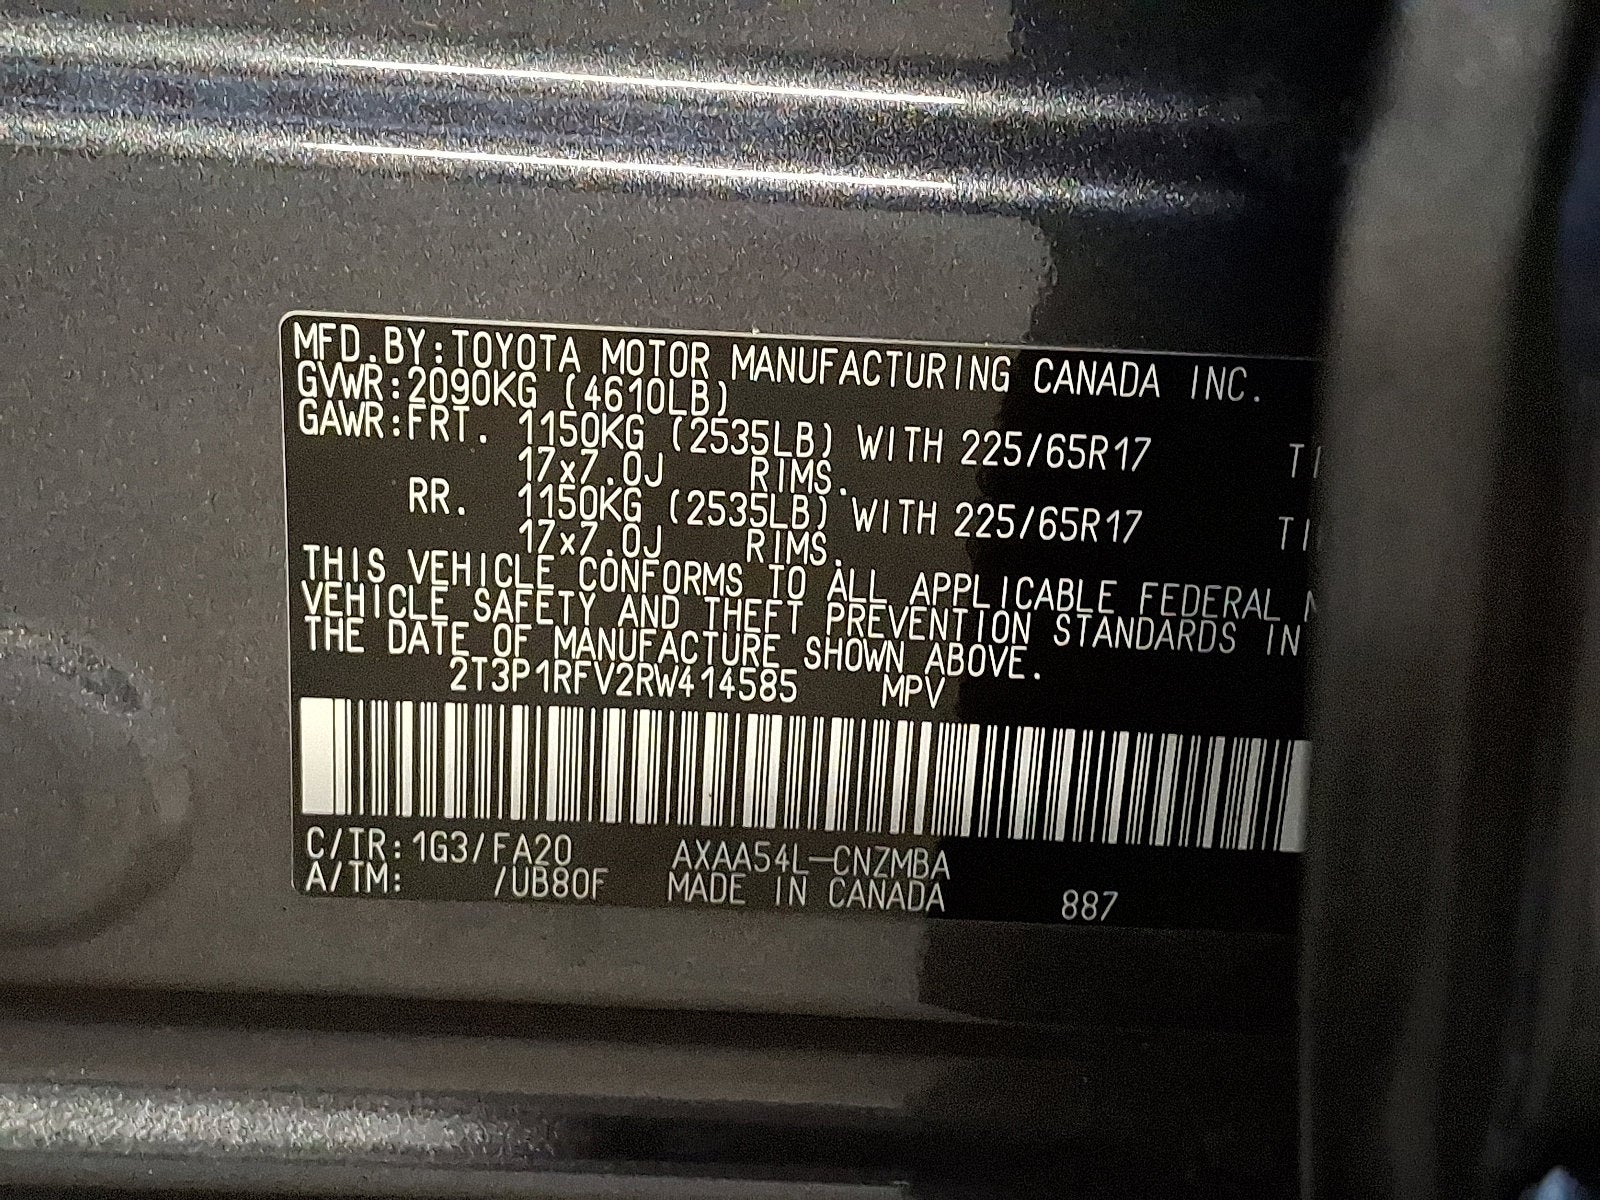 MFD.BY:TOYOTA MOTOR MANUFACTURING CANADA INC.
GVWR:2090KG (4610LB)
GAWR:FRT. 1150KG (2535LB) WITH 225/65R17
17x7.0J RIMS.
RR. 1150KG (2535LB) WITH 225/65R17
17x7.0J RIMS.
THIS VEHICLE CONFORMS TO ALL APPLICABLE FEDERAL
VEHICLE SAFETY AND THEFT PREVENTION STANDARDS IN
THE DATE OF MANUFACTURE SHOWN ABOVE.
2T3P1RFV2RW414585 MPV
C/TR:1G3/FA20 AXAA54L-CNZMBA
A/TM: /UB80F MADE IN CANADA 887